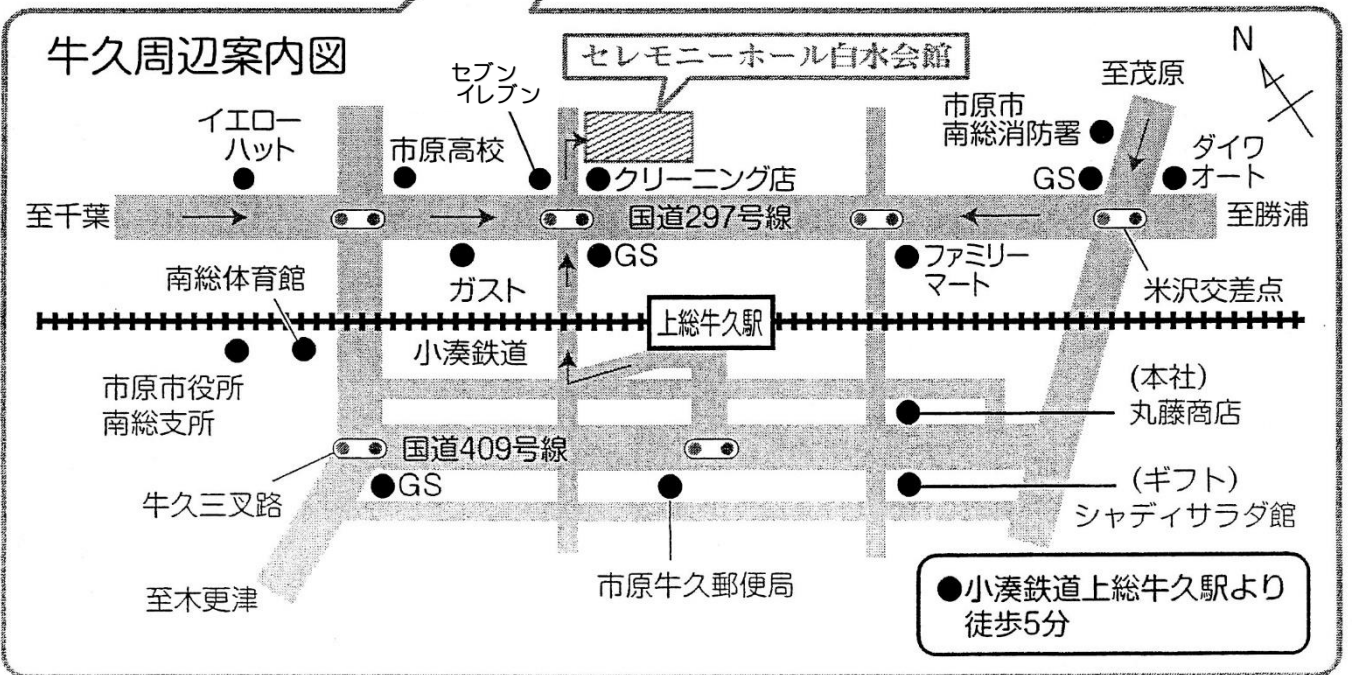 牛久周辺案内図
セレモニーホール白水会館
N
至茂原
セブン
イレブン
イエロー
ハット
市原高校
市原市
南総消防署
ダイワ
オート
クリーニング店
GS
至千葉
国道297号線
至勝浦
ガスト
GS
ファミリー
マート
南総体育館
米沢交差点
上総牛久駅
小湊鉄道
市原市役所
南総支所
(本社)
丸藤商店
国道409号線
牛久三叉路
GS
(ギフト)
シャディサラダ館
市原牛久郵便局
至木更津
●小湊鉄道上総牛久駅より
徒歩5分